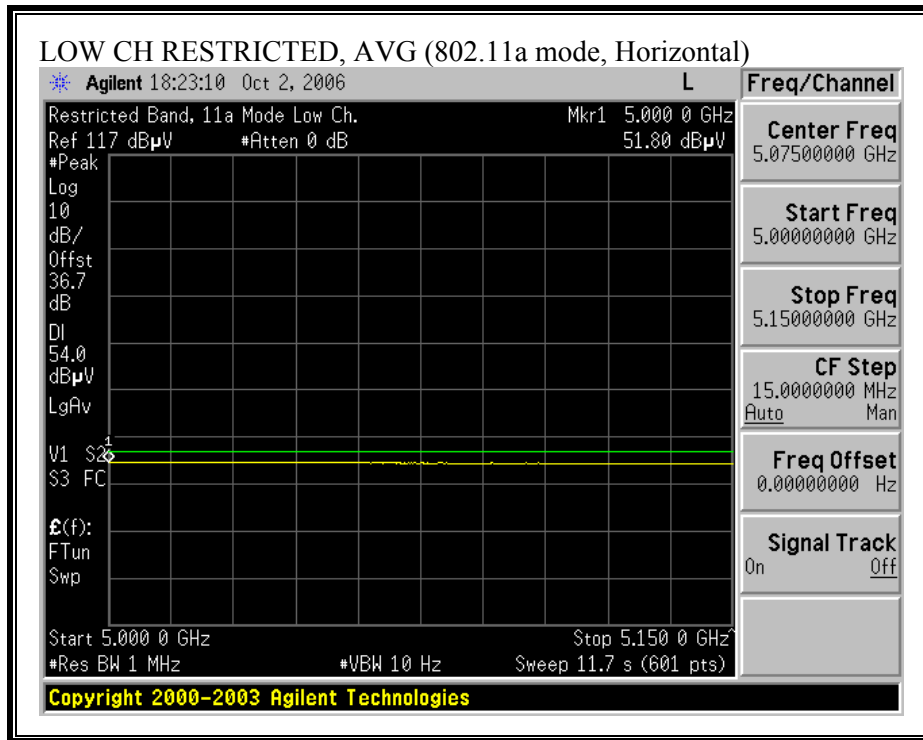 LOW CH RESTRICTED, AVG (802.11a mode, Horizontal)
Agilent 18:23:10 Oct 2, 2006 L
Freq/Channel
Restricted Band, 11a Mode Low Ch. Mkr1 5.000 0 GHz
Ref 117 dBµV #Atten 0 dB 51.80 dBµV
#Peak
Log
10
dB/
Offst
36.7
dB
DI
54.0
dBµV
LgAv
1
V1 S2
S3 FC
£(f):
FTun
Swp
Start 5.000 0 GHz Stop 5.150 0 GHz^
#Res BW 1 MHz #VBW 10 Hz Sweep 11.7 s (601 pts)
Center Freq
5.07500000 GHz
Start Freq
5.00000000 GHz
Stop Freq
5.15000000 GHz
CF Step
15.0000000 MHz
Auto Man
Freq Offset
0.00000000 Hz
Signal Track
On Off
Copyright 2000-2003 Agilent Technologies